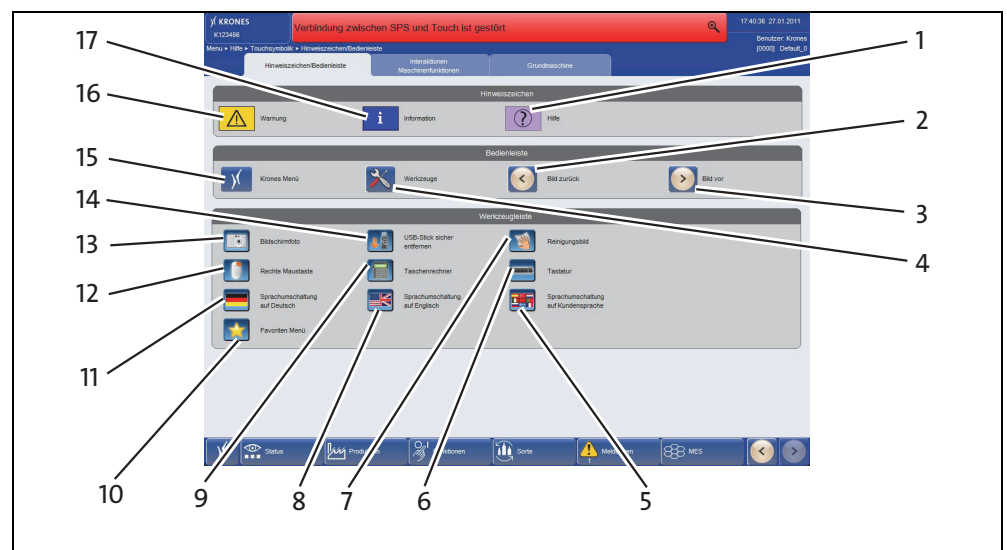 KRONES
K123456
Verbindung zwischen SPS und Touch ist gestört
17:40:36 27.01.2011
Benutzer: Krones
[0000] Default_0
Menu ▸ Hilfe ▸ Touchsymbolik ▸ Hinweiszeichen/Bedienleiste
Hinweiszeichen/Bedienleiste
Interaktionen
Maschinenfunktionen
Grundmaschine
Hinweiszeichen
Warnung
i
Information
?
Hilfe
Bedienleiste
Krones Menü
Werkzeuge
Bild zurück
Bild vor
Werkzeugleiste
Bildschirmfoto
USB-Stick sicher
entfernen
Reinigungsbild
Rechte Maustaste
Taschenrechner
Tastatur
Sprachumschaltung
auf Deutsch
Sprachumschaltung
auf Englisch
Sprachumschaltung
auf Kundensprache
Favoriten Menü
Status
Sorte
1
MES
17
16
15
14
13
12
11
10
9
8
7
6
5
4
3
2
1